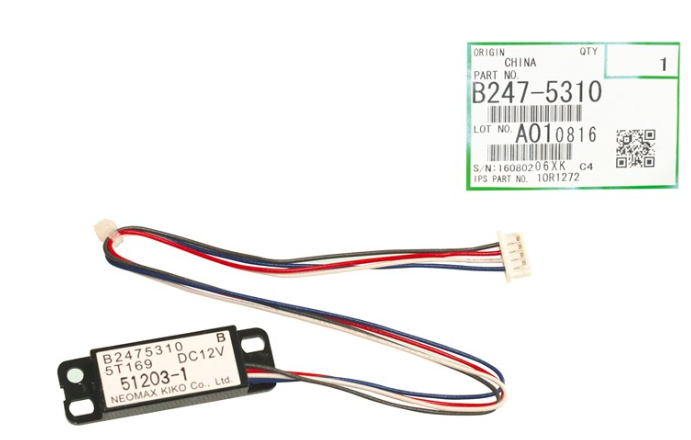 ORIGIN QTY
CHINA 1
PART NO.
B247-5310
LOT NO. A010816
S/N:16080206XK C4
IPS PART NO. 10R1272
B
B2475310
5T169 DC12V
51203-1
NEOMAX KIKO Co., Ltd.